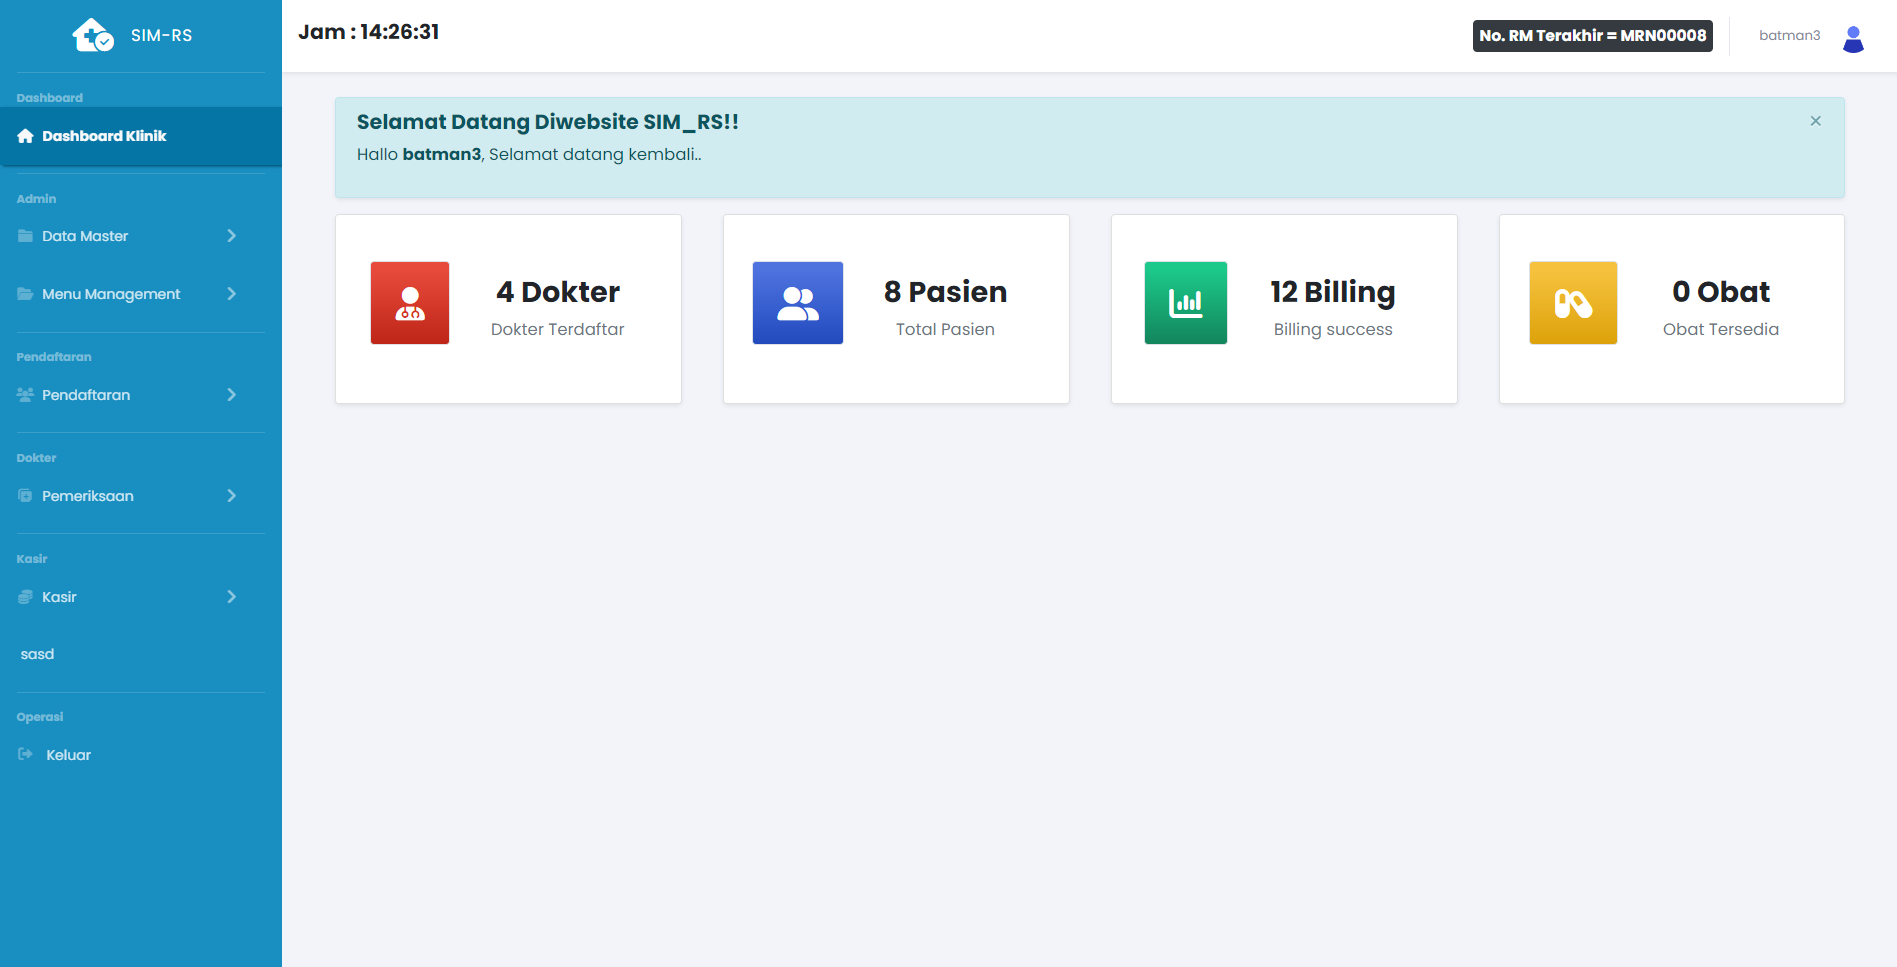 SIM-RS
Jam : 14:26:31
No. RM Terakhir = MRN00008
batman3
Dashboard
Dashboard Klinik
Admin
Data Master
Menu Management
Pendaftaran
Pendaftaran
Dokter
Pemeriksaan
Kasir
Kasir
sasd
Operasi
Keluar
Selamat Datang Diwebsite SIM_RS!!
×
Hallo batman3, Selamat datang kembali..
4 Dokter
Dokter Terdaftar
8 Pasien
Total Pasien
12 Billing
Billing success
0 Obat
Obat Tersedia